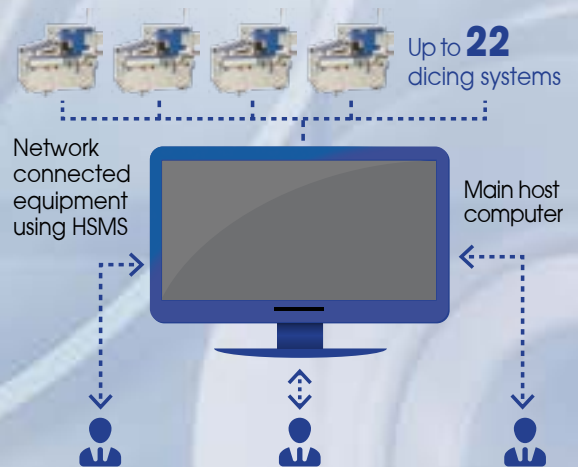 Up to 22
dicing systems
Network
connected
equipment
using HSMS
Main host
computer